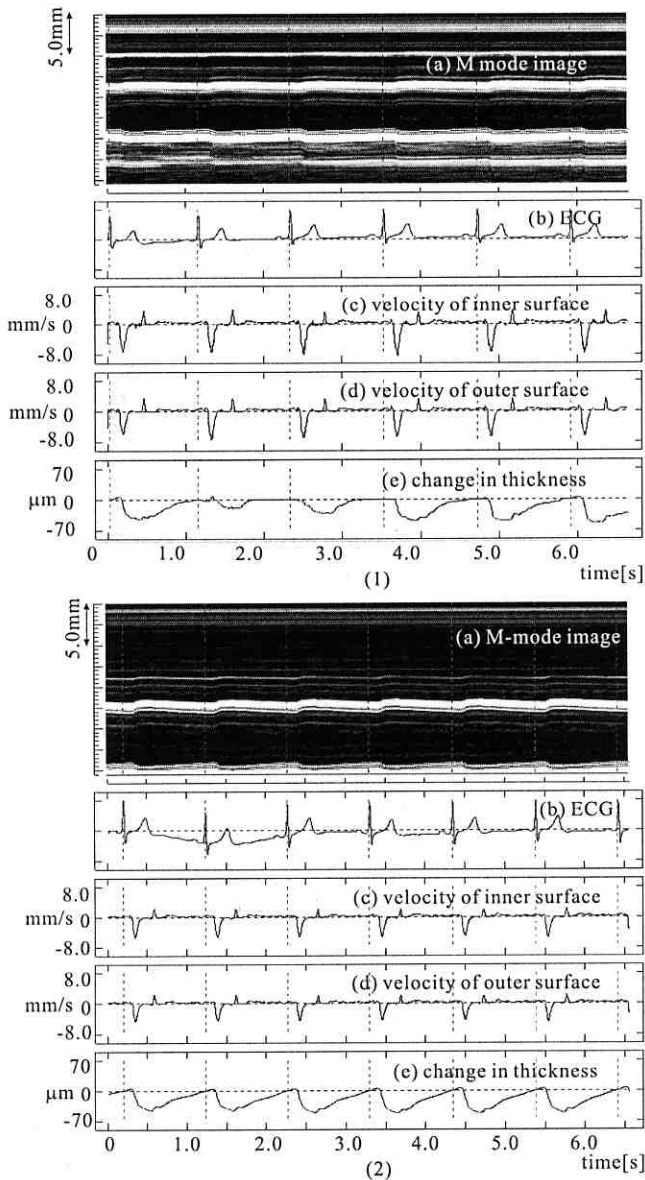 5.0mm
(a) M mode image
(b) ECG
8.0
mm/s 0
-8.0
(c) velocity of inner surface
8.0
mm/s 0
-8.0
(d) velocity of outer surface
70
μm 0
-70
(e) change in thickness
0 1.0 2.0 3.0 4.0 5.0 6.0
time[s]
(1)
5.0mm
(a) M-mode image
(b) ECG
8.0
mm/s 0
-8.0
(c) velocity of inner surface
8.0
mm/s 0
-8.0
(d) velocity of outer surface
70
μm 0
-70
(e) change in thickness
0 1.0 2.0 3.0 4.0 5.0 6.0
time[s]
(2)